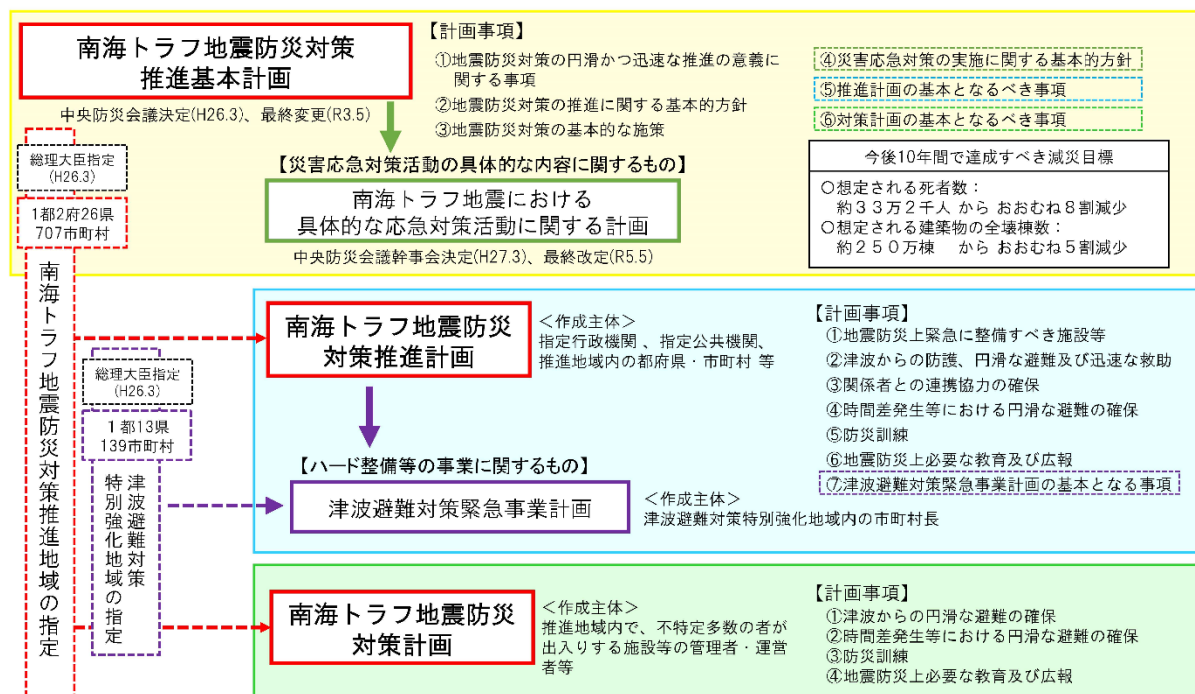 南海トラフ地震防災対策
推進基本計画
中央防災会議決定(H26.3)、最終変更(R3.5)
【計画事項】
①地震防災対策の円滑かつ迅速な推進の意義に
関する事項
②地震防災対策の推進に関する基本的方針
③地震防災対策の基本的な施策
④災害応急対策の実施に関する基本的方針
⑤推進計画の基本となるべき事項
⑥対策計画の基本となるべき事項
今後10年間で達成すべき減災目標
○想定される死者数：
約３３万２千人 から おおむね８割減少
○想定される建築物の全壊棟数：
約２５０万棟 から おおむね５割減少
【災害応急対策活動の具体的な内容に関するもの】
南海トラフ地震における
具体的な応急対策活動に関する計画
中央防災会議幹事会決定(H27.3)、最終改定(R5.5)
総理大臣指定
(H26.3)
1都2府26県
707市町村
南海トラフ地震防災対策推進地域の指定
総理大臣指定
(H26.3)
１都13県
139市町村
津波避難対策
特別強化地域の指定
南海トラフ地震防災
対策推進計画
＜作成主体＞
指定行政機関 、指定公共機関、
推進地域内の都府県・市町村 等
【計画事項】
①地震防災上緊急に整備すべき施設等
②津波からの防護、円滑な避難及び迅速な救助
③関係者との連携協力の確保
④時間差発生等における円滑な避難の確保
⑤防災訓練
⑥地震防災上必要な教育及び広報
⑦津波避難対策緊急事業計画の基本となる事項
【ハード整備等の事業に関するもの】
津波避難対策緊急事業計画
＜作成主体＞
津波避難対策特別強化地域内の市町村長
南海トラフ地震防災
対策計画
＜作成主体＞
推進地域内で、不特定多数の者が
出入りする施設等の管理者・運営
者等
【計画事項】
①津波からの円滑な避難の確保
②時間差発生等における円滑な避難の確保
③防災訓練
④地震防災上必要な教育及び広報